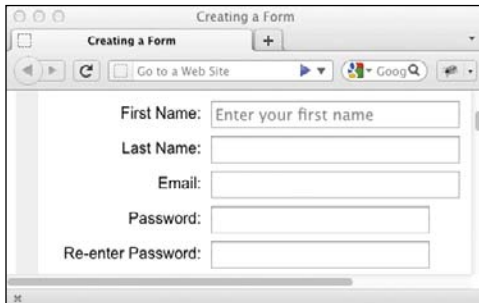 Creating a Form
Creating a Form
Go to a Web Site
Goog
First Name: Enter your first name
Last Name:
Email:
Password:
Re-enter Password: